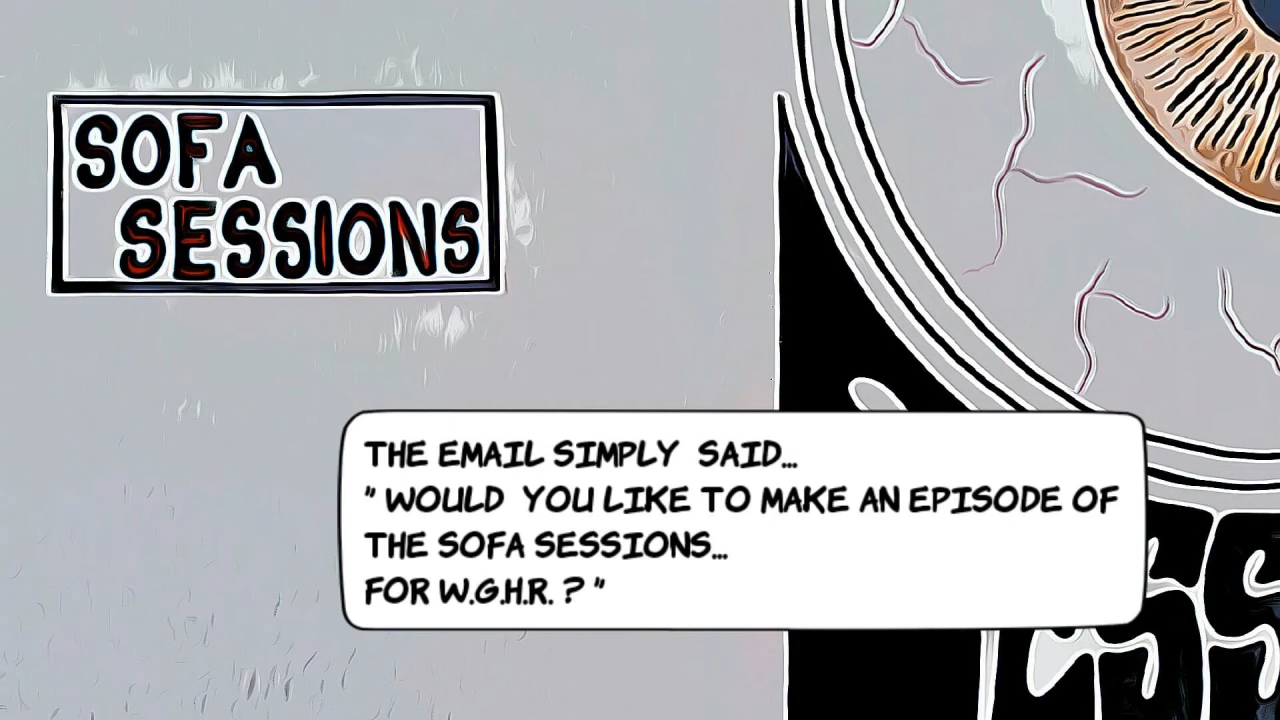 SOFA
SESSIONS
THE EMAIL SIMPLY SAID...
" WOULD YOU LIKE TO MAKE AN EPISODE OF
THE SOFA SESSIONS...
FOR W.G.H.R. ? "